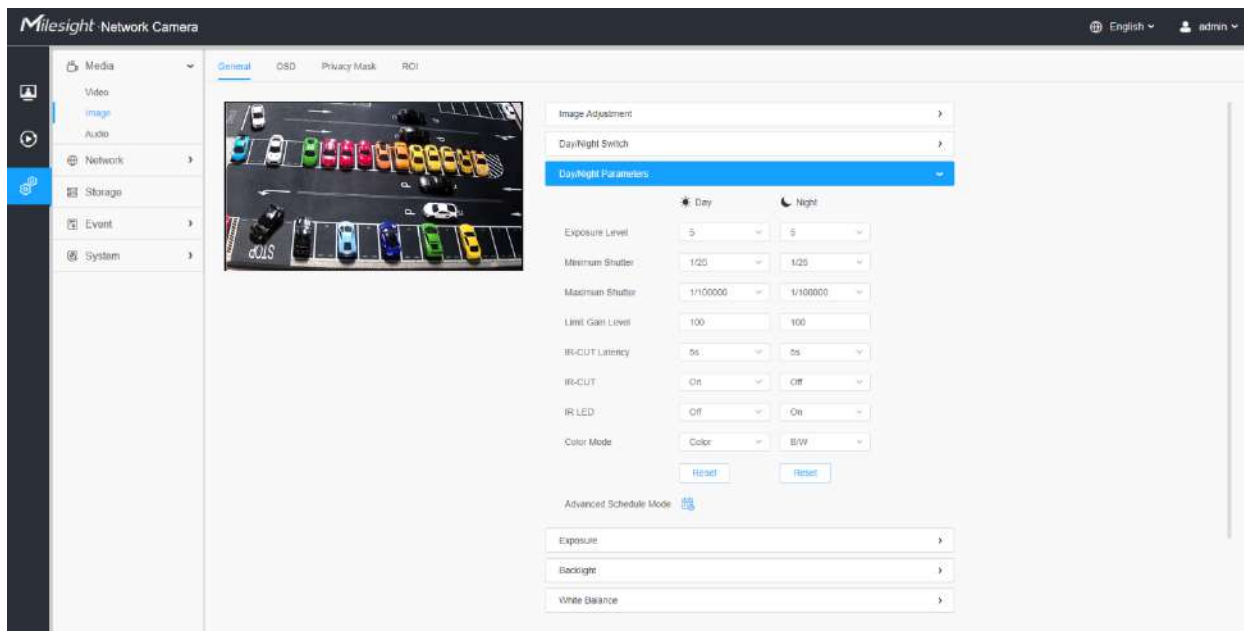 Milesight Network Camera
English
admin
Media
Video
Image
Audio
Network
Storage
Event
System
General OSD Privacy Mask ROI
STOP
P
P
Image Adjustment
Day/Night Switch
Day/Night Parameters
Day Night
Exposure Level 5 5
Minimum Shutter 1/25 1/25
Maximum Shutter 1/100000 1/100000
Limit Gain Level 100 100
IR-CUT Latency 5s 5s
IR-CUT On Off
IR LED Off On
Color Mode Color B/W
Reset Reset
Advanced Schedule Mode
Exposure
Backlight
White Balance